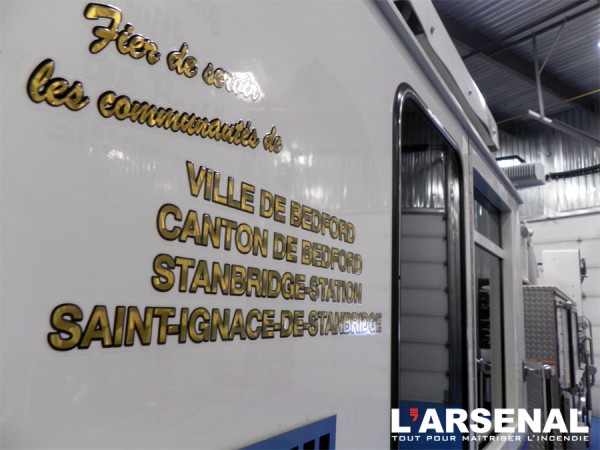 Fier de servir
les communautés de
VILLE DE BEDFORD
CANTON DE BEDFORD
STANBRIDGE-STATION
SAINT-IGNACE-DE-STANBRIDGE
L'ARSENAL
TOUT POUR MAÎTRISER L'INCENDIE